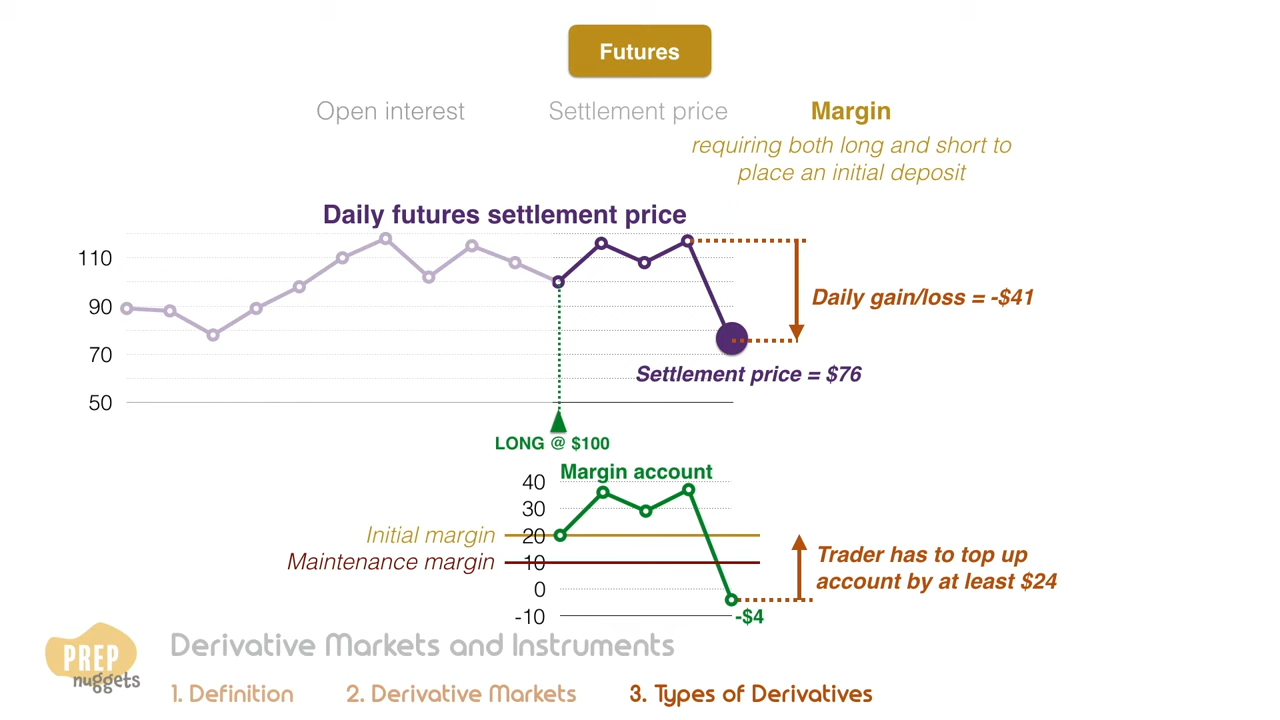 Futures
Open interest
Settlement price
Margin
requiring both long and short to
place an initial deposit
Daily futures settlement price
110
90
70
50
Daily gain/loss = -$41
Settlement price = $76
LONG @ $100
Margin account
40
30
20
10
0
-10
Initial margin
Maintenance margin
Trader has to top up
account by at least $24
-$4
PREP
nuggets
Derivative Markets and Instruments
1. Definition
2. Derivative Markets
3. Types of Derivatives